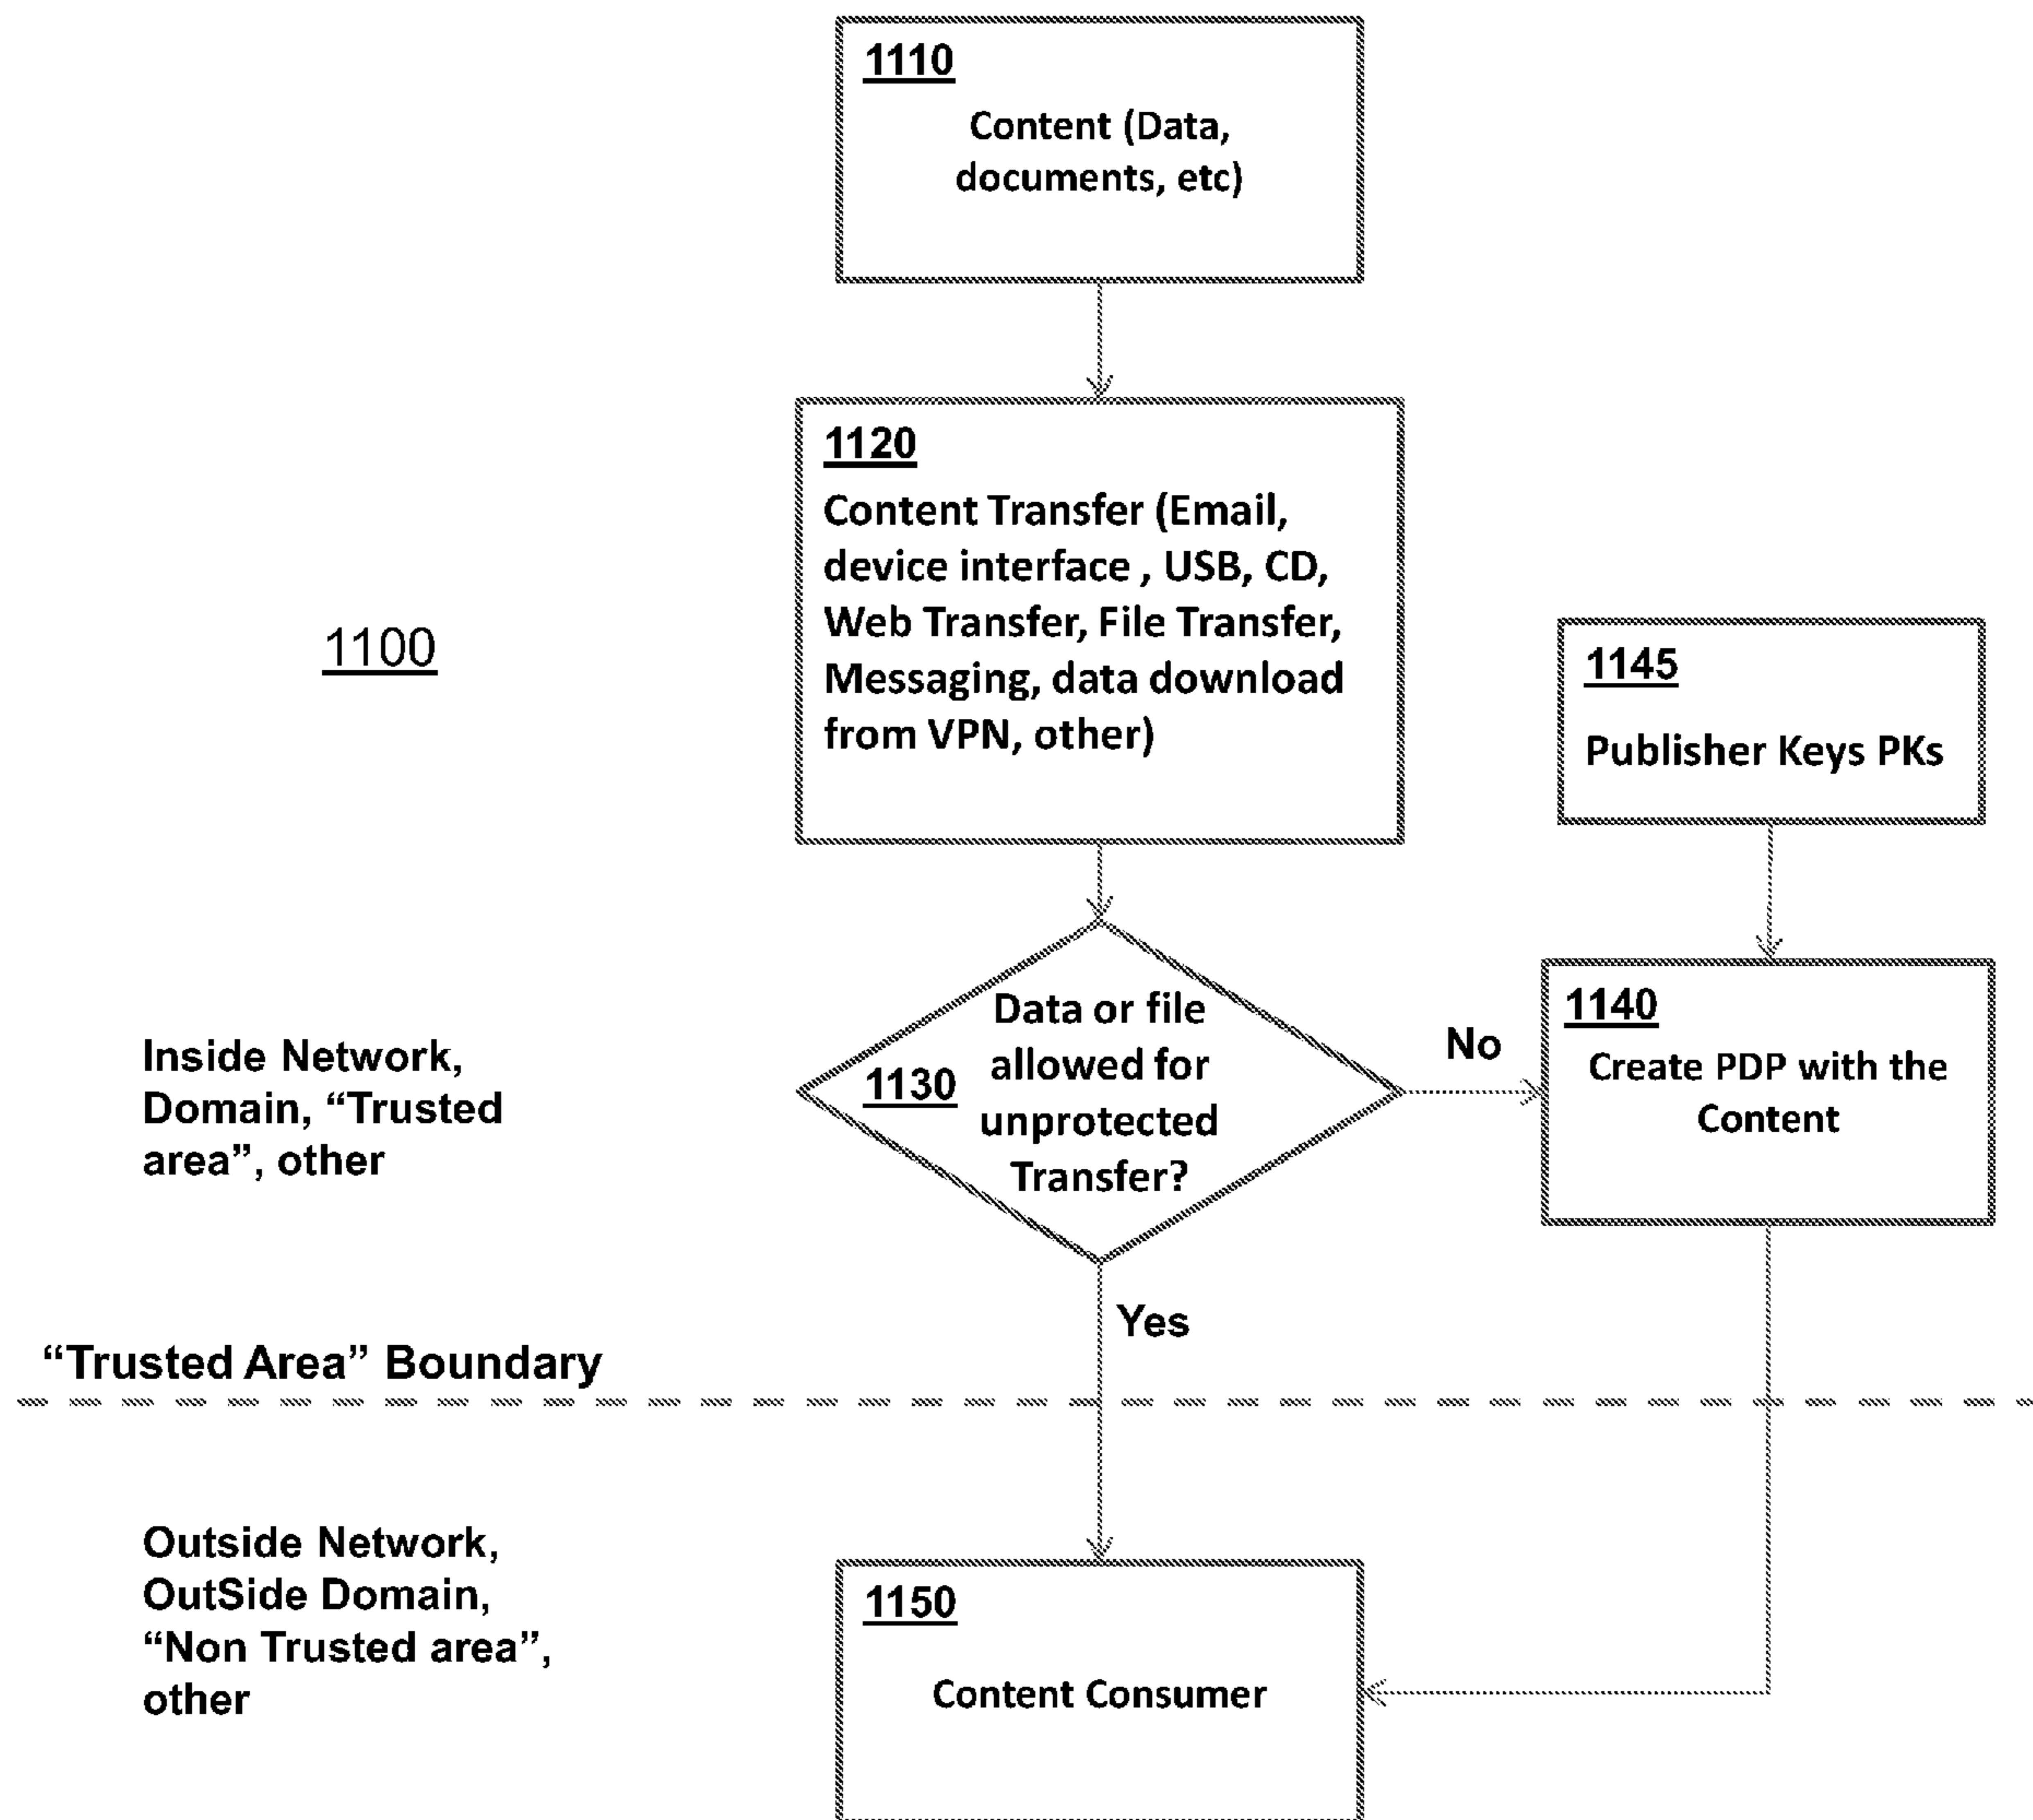 1110
Content (Data,
documents, etc)
1120
Content Transfer (Email,
device interface , USB, CD,
Web Transfer, File Transfer,
Messaging, data download
from VPN, other)
1100
1145
Publisher Keys PKs
1130
Data or file
allowed for
unprotected
Transfer?
No
1140
Create PDP with the
Content
Inside Network,
Domain, “Trusted
area”, other
Yes
“Trusted Area” Boundary
Outside Network,
OutSide Domain,
“Non Trusted area”,
other
1150
Content Consumer